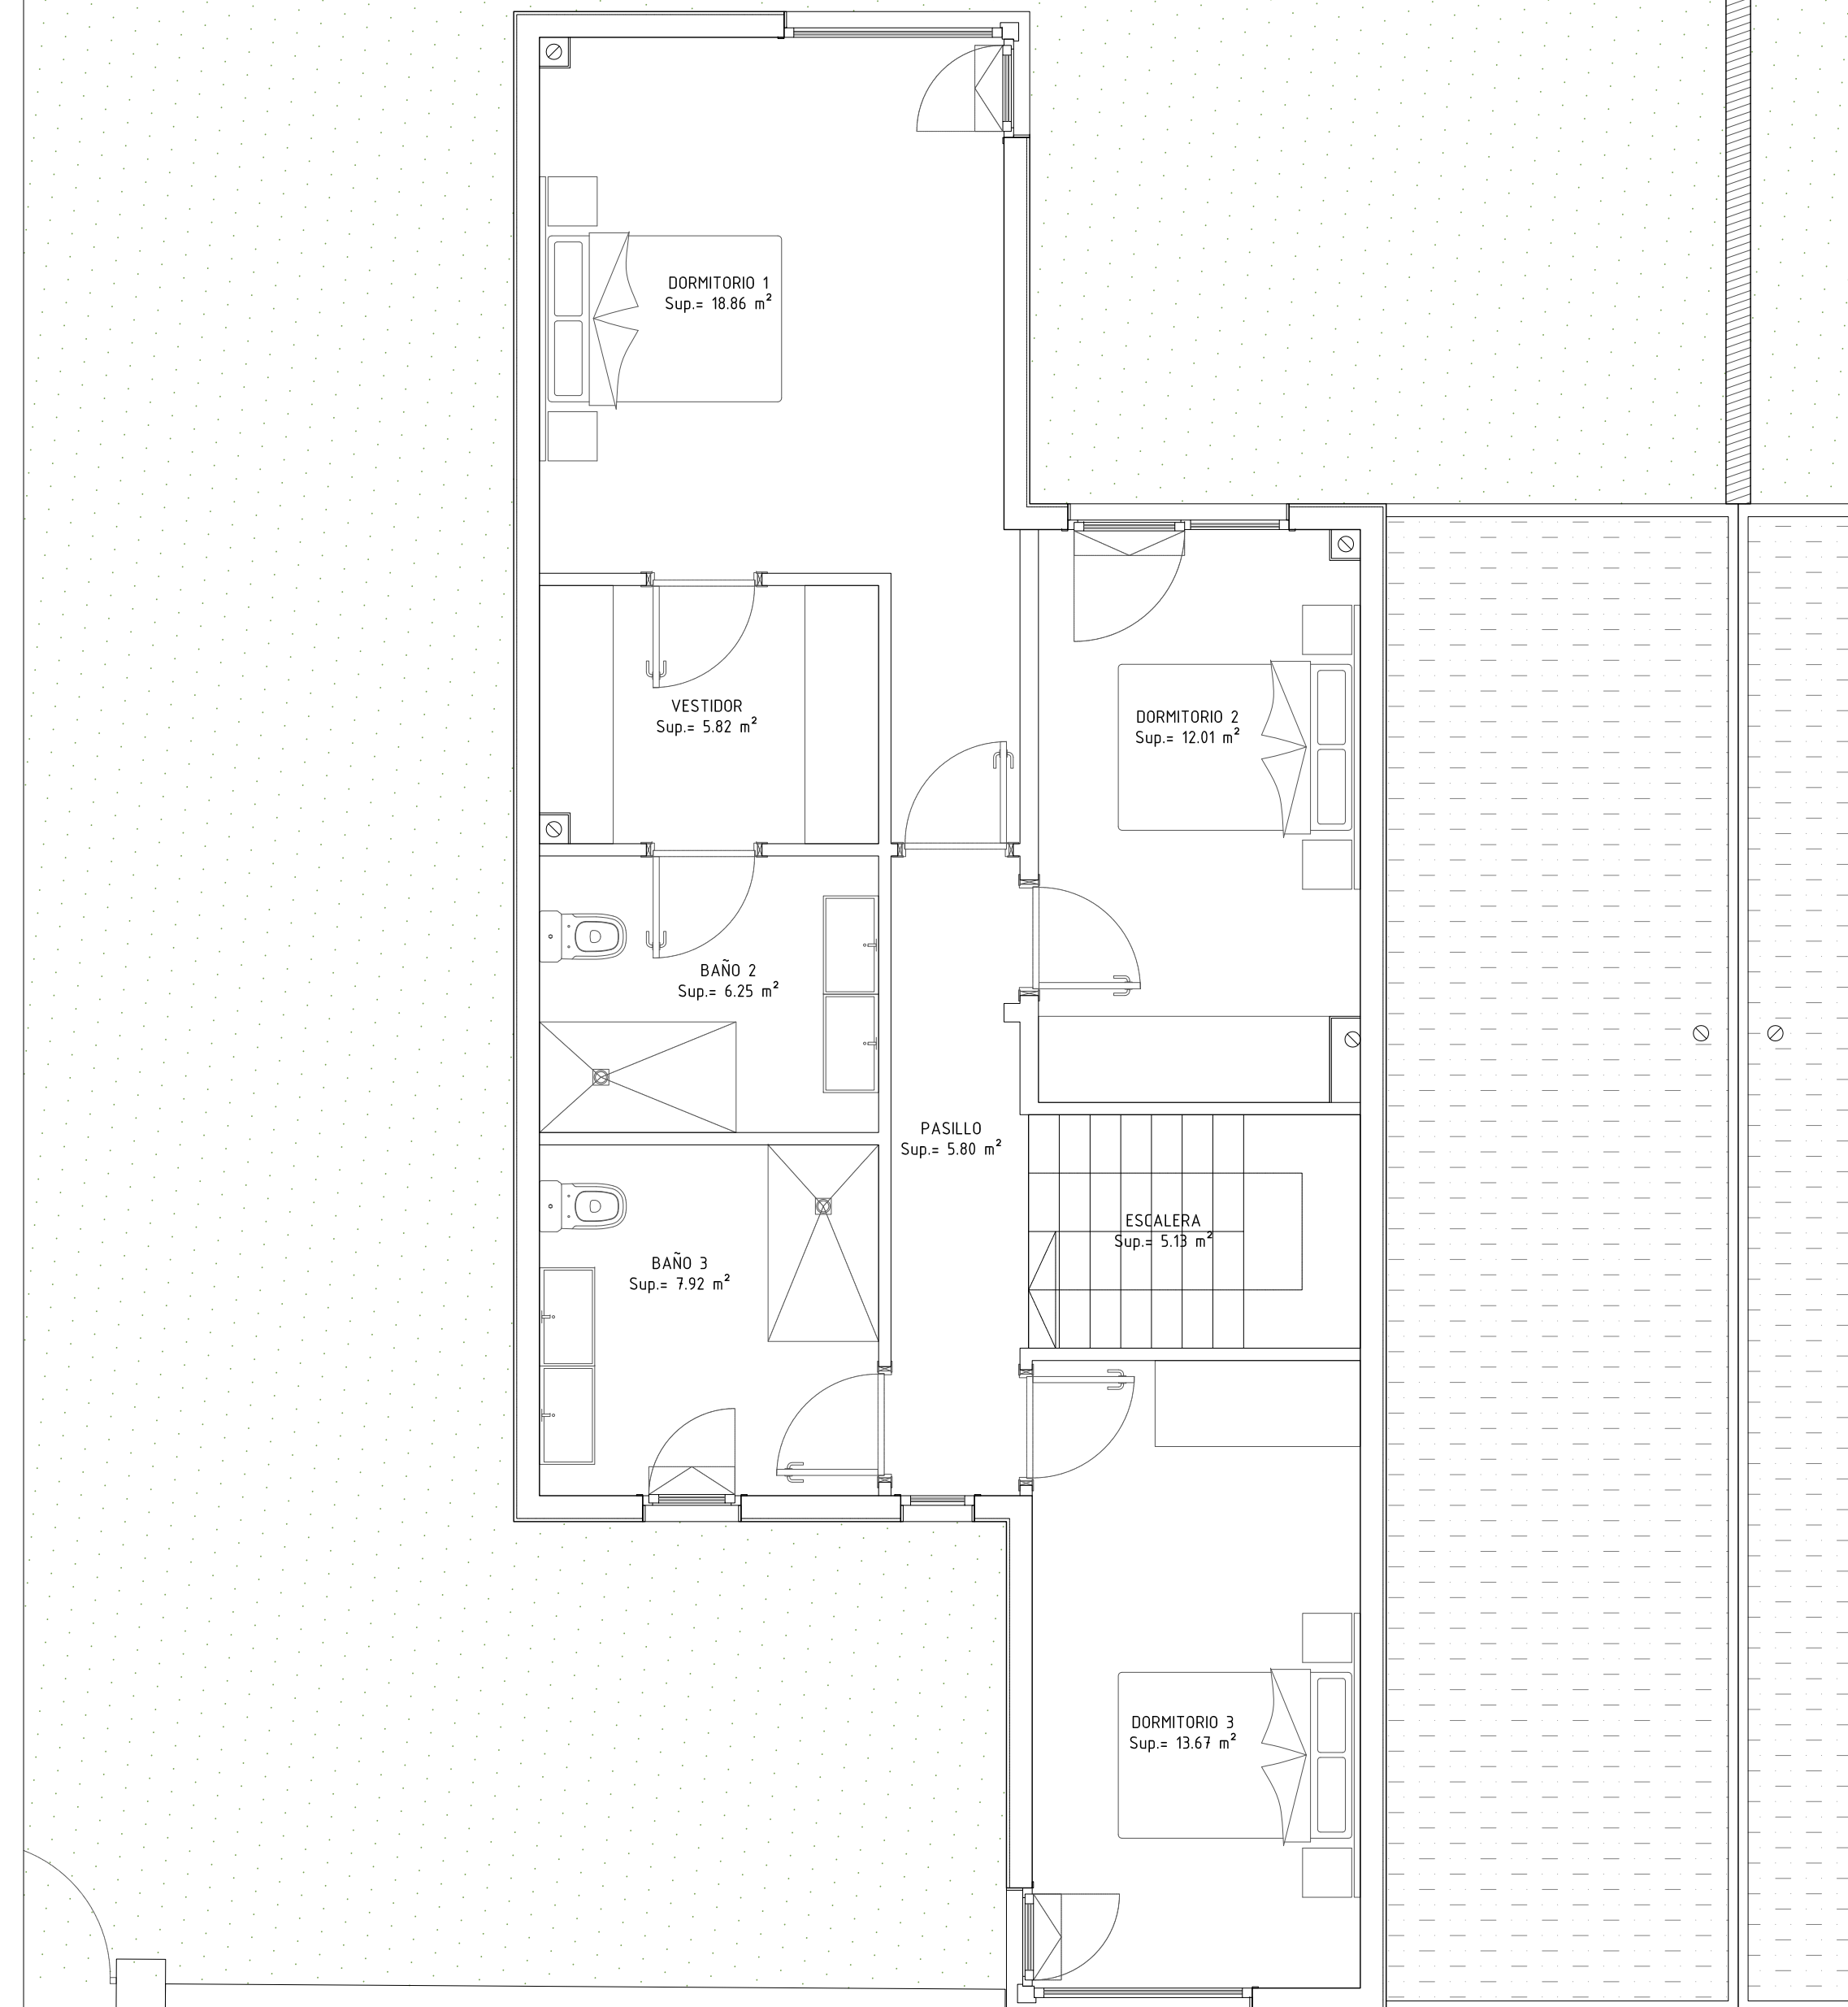 DORMITORIO 1
Sup.= 18.86 m²
VESTIDOR
Sup.= 5.82 m²
DORMITORIO 2
Sup.= 12.01 m²
BAÑO 2
Sup.= 6.25 m²
PASILLO
Sup.= 5.80 m²
ESCALERA
Sup.= 5.13 m²
BAÑO 3
Sup.= 7.92 m²
DORMITORIO 3
Sup.= 13.67 m²